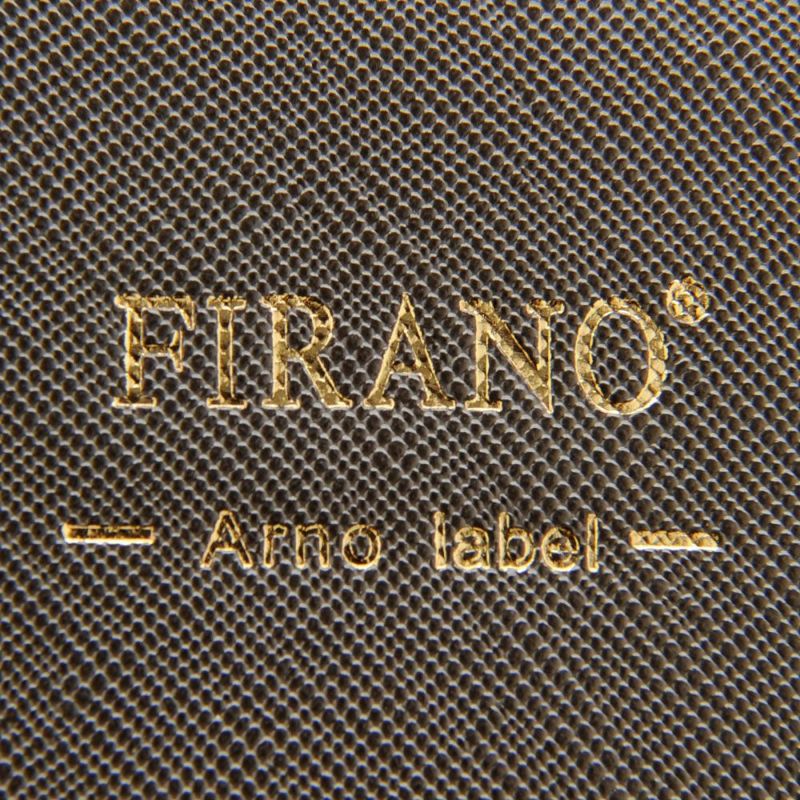 FIRANO®
— Arno label —